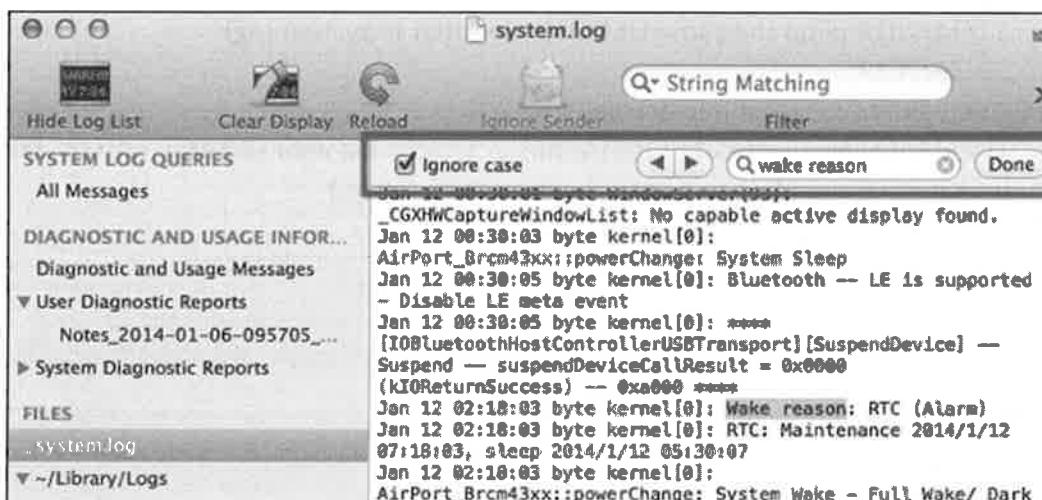 system.log
String Matching
Hide Log List
Clear Display
Reload
Ignore Sender
Filter
SYSTEM LOG QUERIES
All Messages
DIAGNOSTIC AND USAGE INFOR...
Diagnostic and Usage Messages
User Diagnostic Reports
Notes_2014-01-06-095705_...
System Diagnostic Reports
FILES
system.log
~/Library/Logs
Ignore case
wake reason
Done
_CGXHWCaptureWindowList: No capable active display found.
Jan 12 00:30:03 byte kernel[0]:
AirPort_Brcm43xx::powerChange: System Sleep
Jan 12 00:30:05 byte kernel[0]: Bluetooth -- LE is supported
- Disable LE meta event
Jan 12 00:30:05 byte kernel[0]: ****
[IOBluetoothHostControllerUSBTransport][SuspendDevice] --
Suspend -- suspendDeviceCallResult = 0x0000
(kIOReturnSuccess) -- 0xa000 ****
Jan 12 02:18:03 byte kernel[0]: Wake reason: RTC (Alarm)
Jan 12 02:18:03 byte kernel[0]: RTC: Maintenance 2014/1/12
07:18:03, sleep 2014/1/12 05:30:07
Jan 12 02:18:03 byte kernel[0]:
AirPort_Brcm43xx::powerChange: System Wake - Full Wake/ Dark